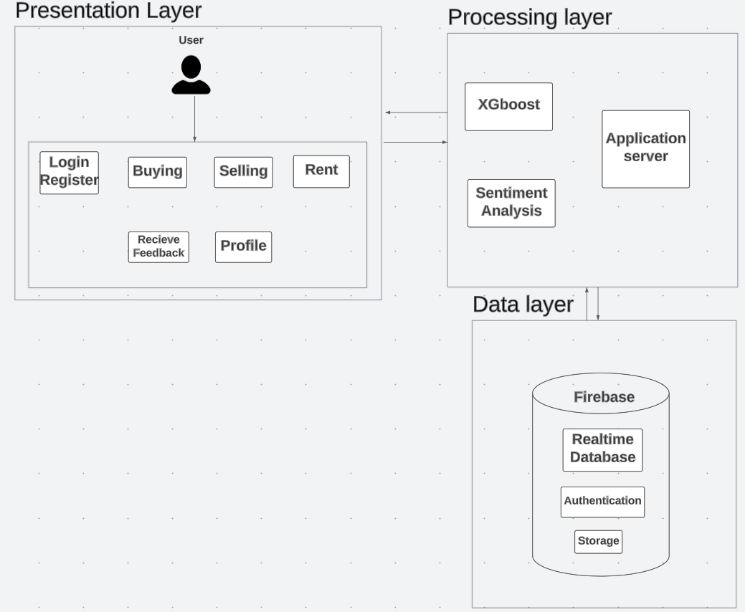 Presentation Layer
User
Login
Register
Buying
Selling
Rent
Recieve
Feedback
Profile
Processing layer
XGboost
Application
server
Sentiment
Analysis
Data layer
Firebase
Realtime
Database
Authentication
Storage